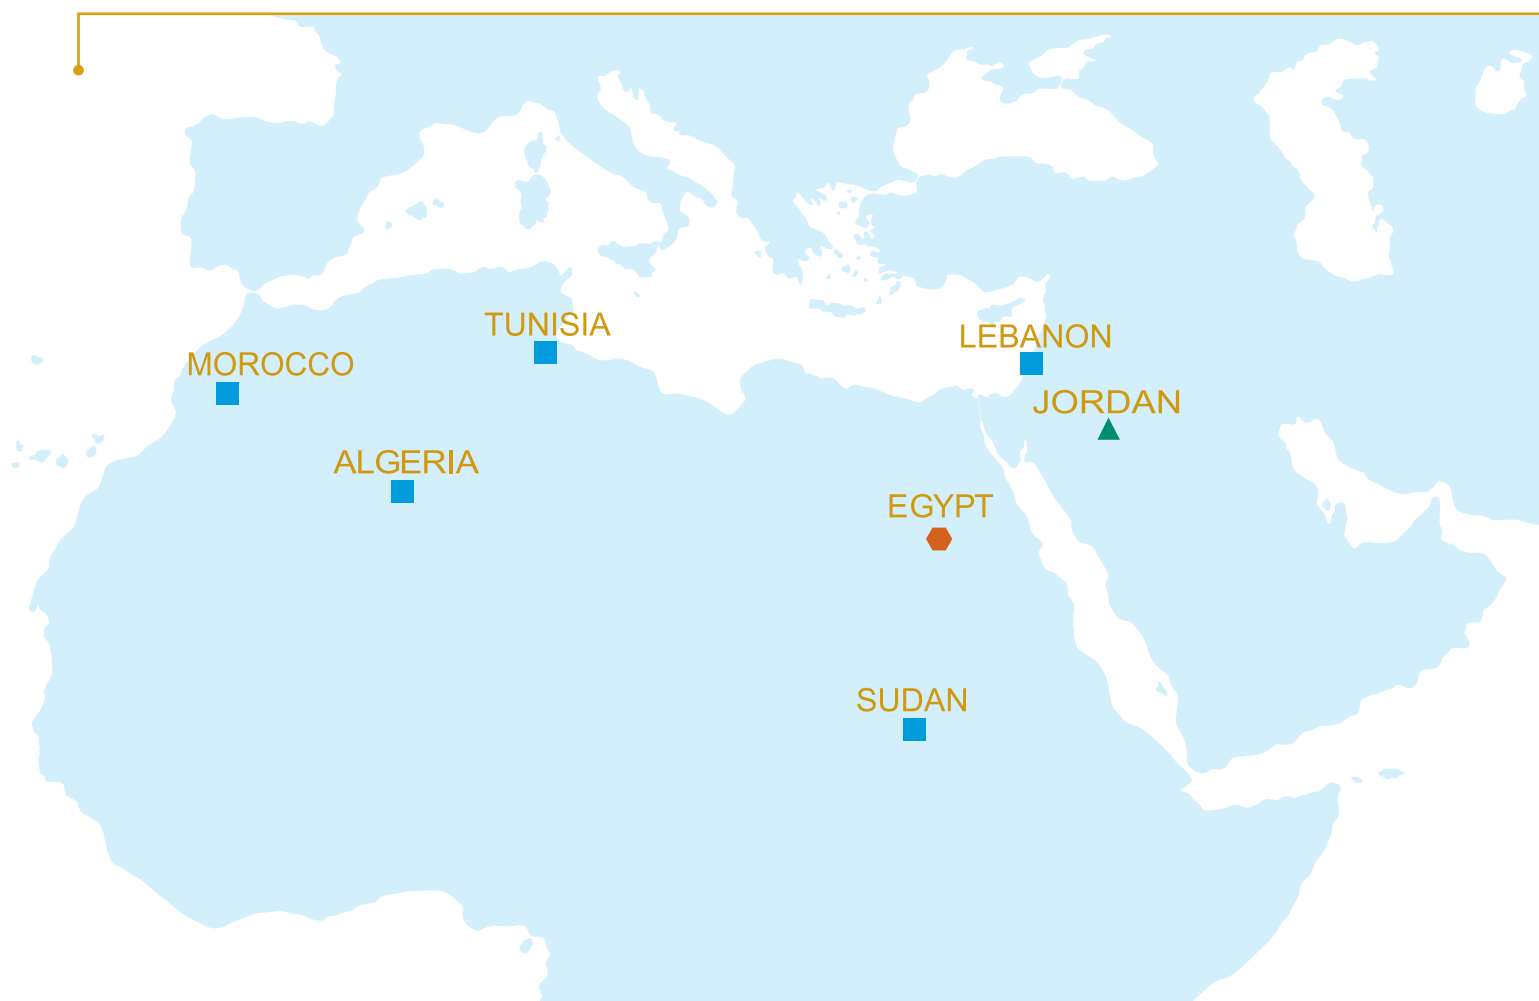 TUNISIA
LEBANON
MOROCCO
JORDAN
ALGERIA
EGYPT
SUDAN